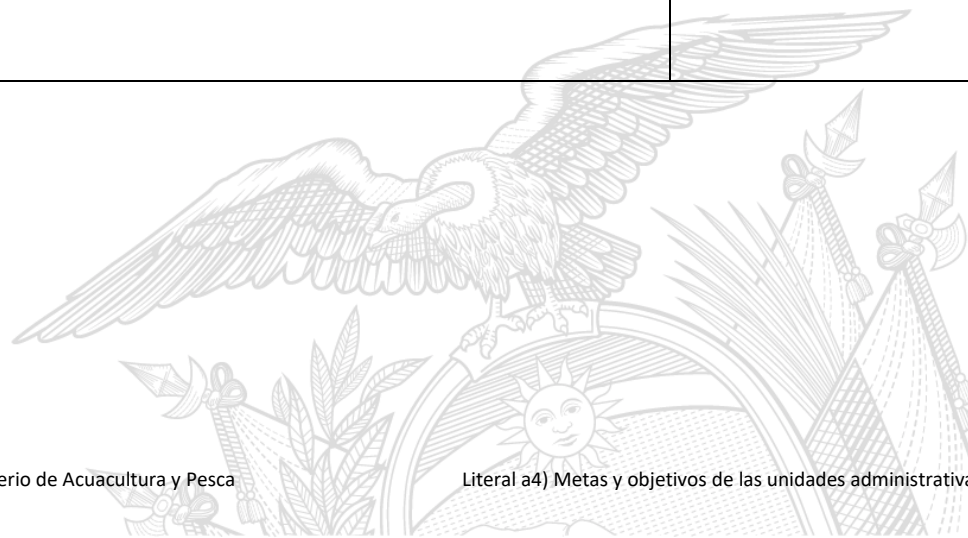 erio de Acuacultura y Pesca
Literal a4) Metas y objetivos de las unidades administrativa